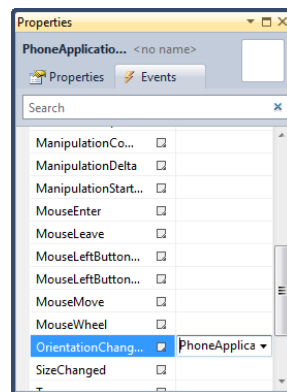 Properties
PhoneApplicatio... <no name>
Properties Events
Search
ManipulationCo...
ManipulationDelta
ManipulationStart...
MouseEnter
MouseLeave
MouseLeftButton...
MouseLeftButton...
MouseMove
MouseWheel
OrientationChang... PhoneApplica
SizeChanged